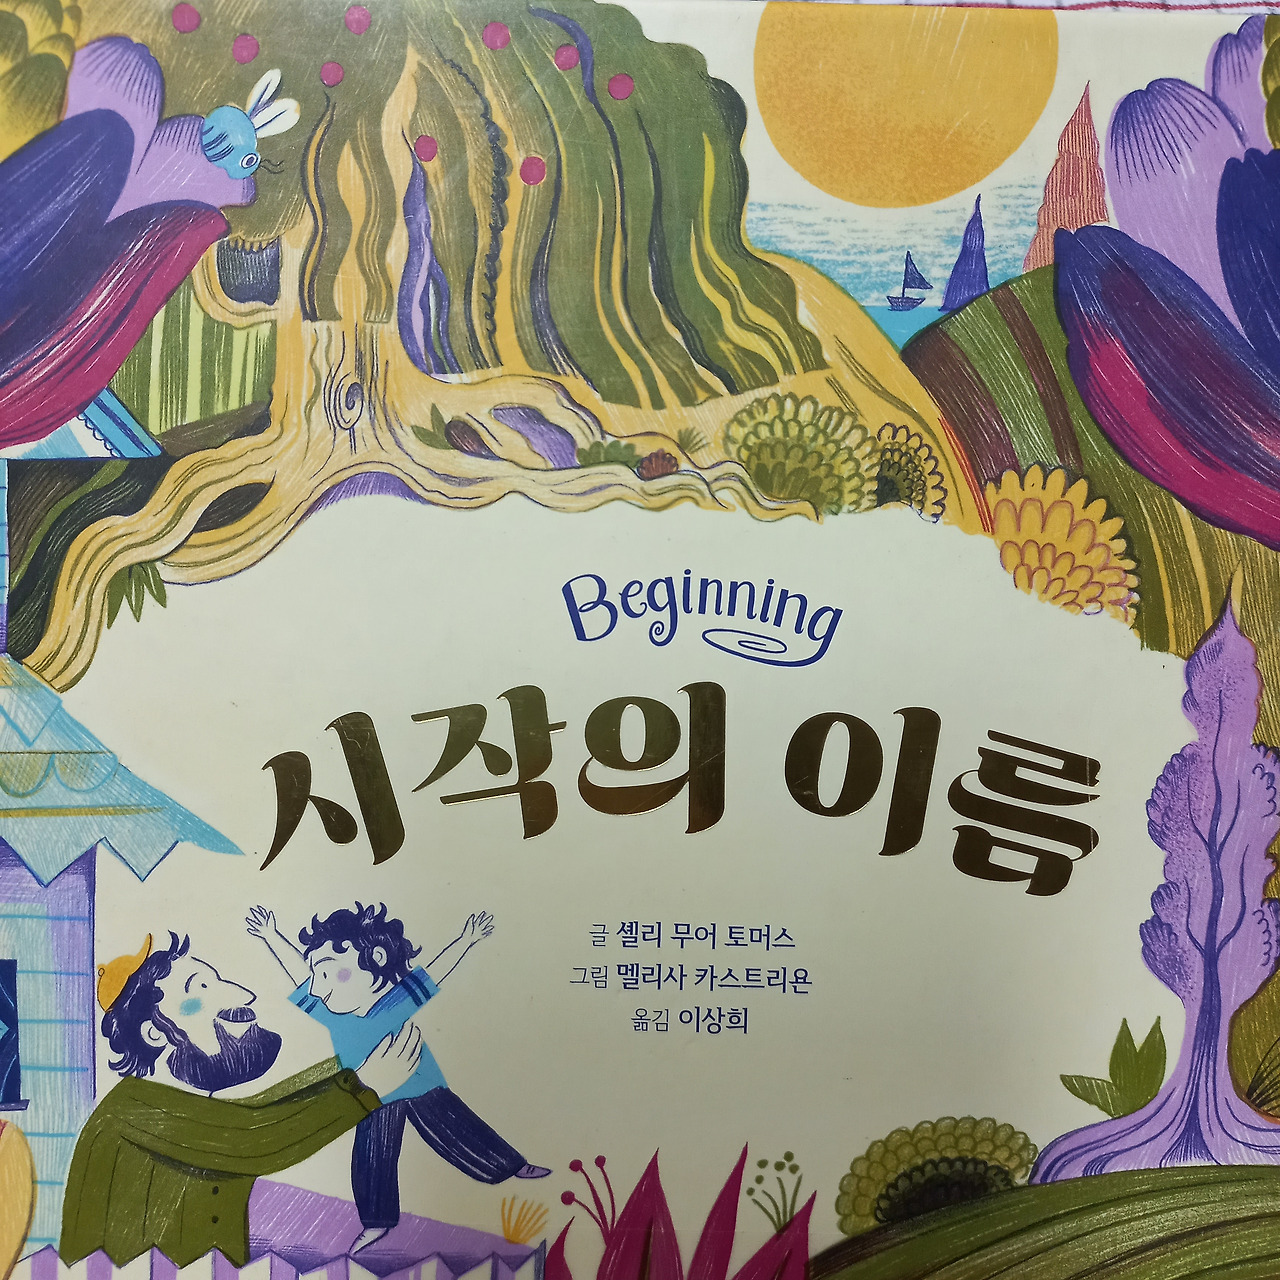 Beginning
시작의 이름
글 셸리 무어 토머스
그림 멜리사 카스트리욘
옮김 이상희